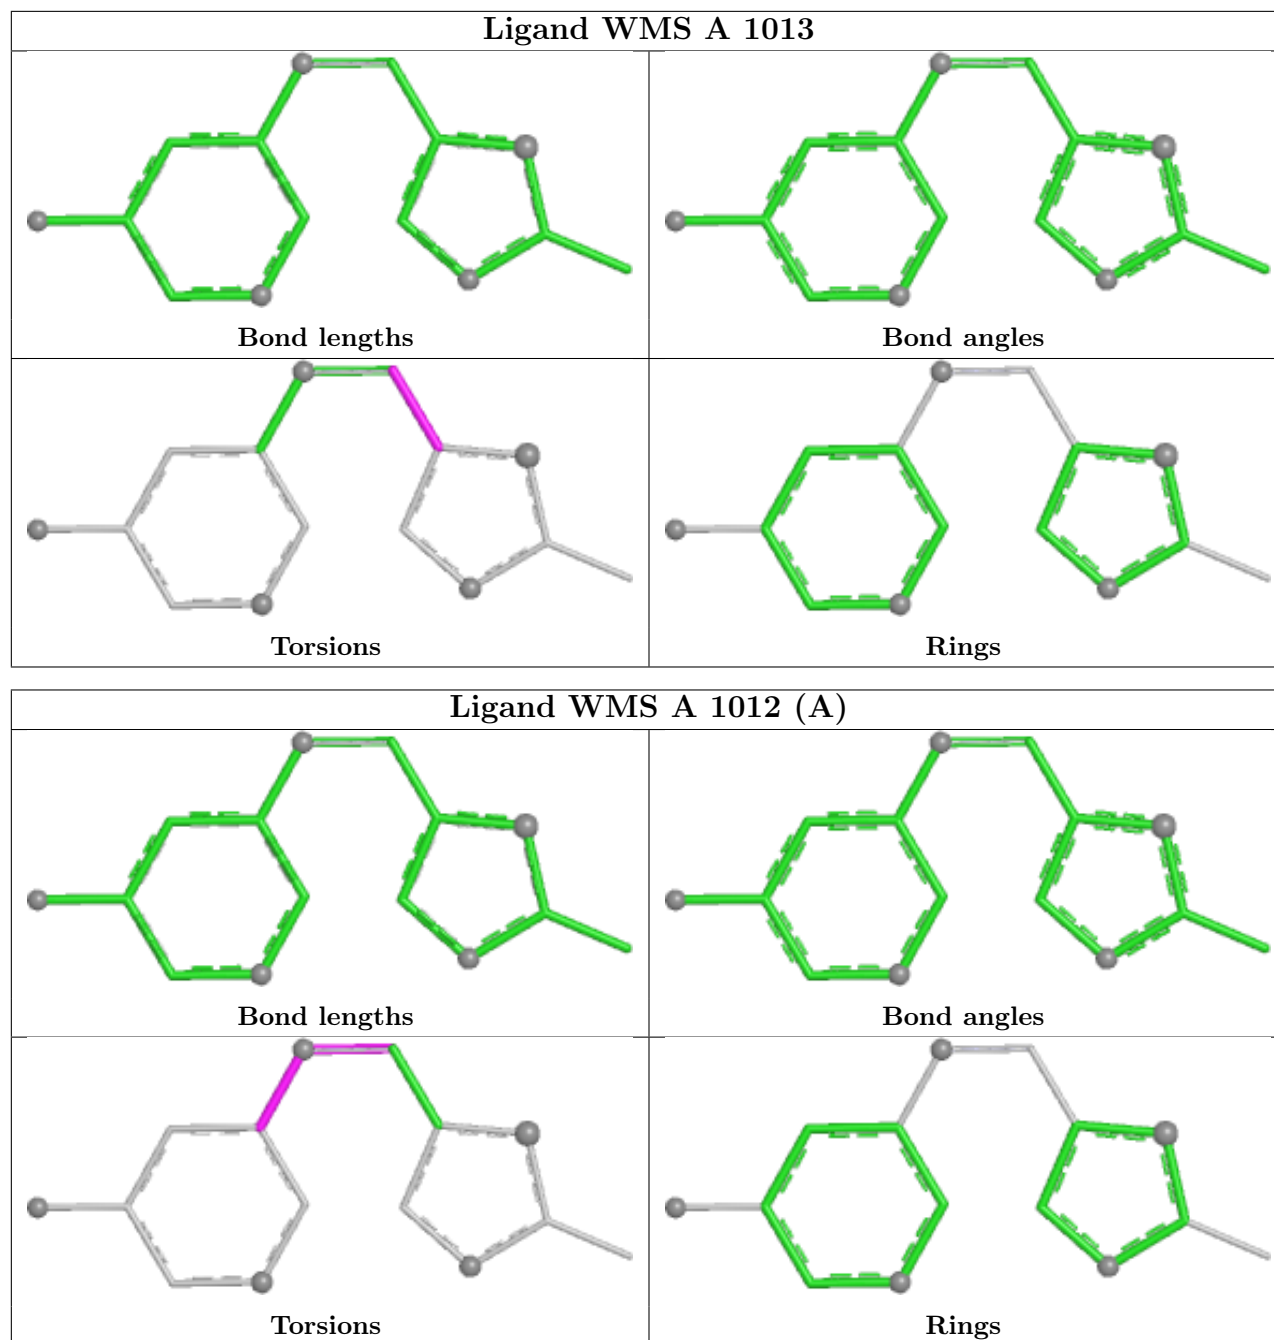 Ligand WMS A 1013
Bond lengths
Bond angles
Torsions
Rings
Ligand WMS A 1012 (A)
Bond lengths
Bond angles
Torsions
Rings